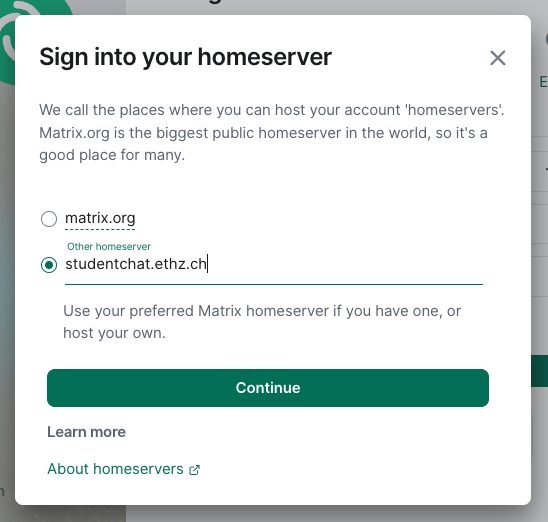 Sign into your homeserver
We call the places where you can host your account 'homeservers'.
Matrix.org is the biggest public homeserver in the world, so it's a
good place for many.
matrix.org
Other homeserver
studentchat.ethz.ch
Use your preferred Matrix homeserver if you have one, or
host your own.
Continue
Learn more
About homeservers